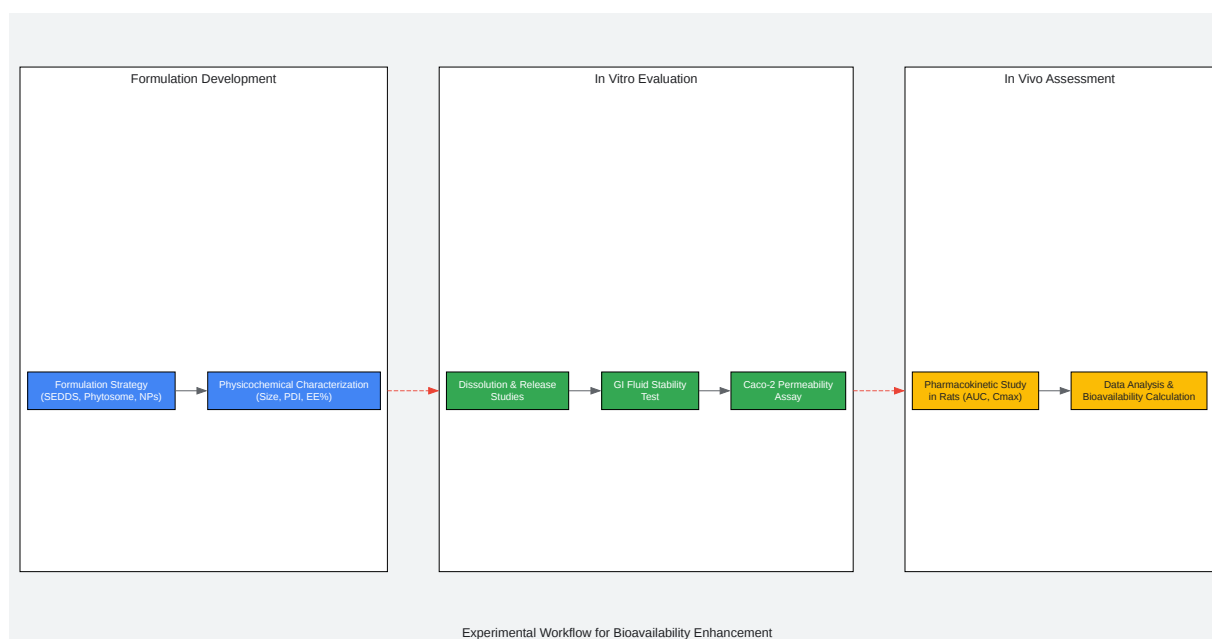 Formulation Development
In Vitro Evaluation
In Vivo Assessment
Formulation Strategy
(SEDDS, Phytosome, NPs)
Physicochemical Characterization
(Size, PDI, EE%)
Dissolution & Release
Studies
GI Fluid Stability
Test
Caco-2 Permeability
Assay
Pharmacokinetic Study
in Rats (AUC, Cmax)
Data Analysis &
Bioavailability Calculation
Experimental Workflow for Bioavailability Enhancement